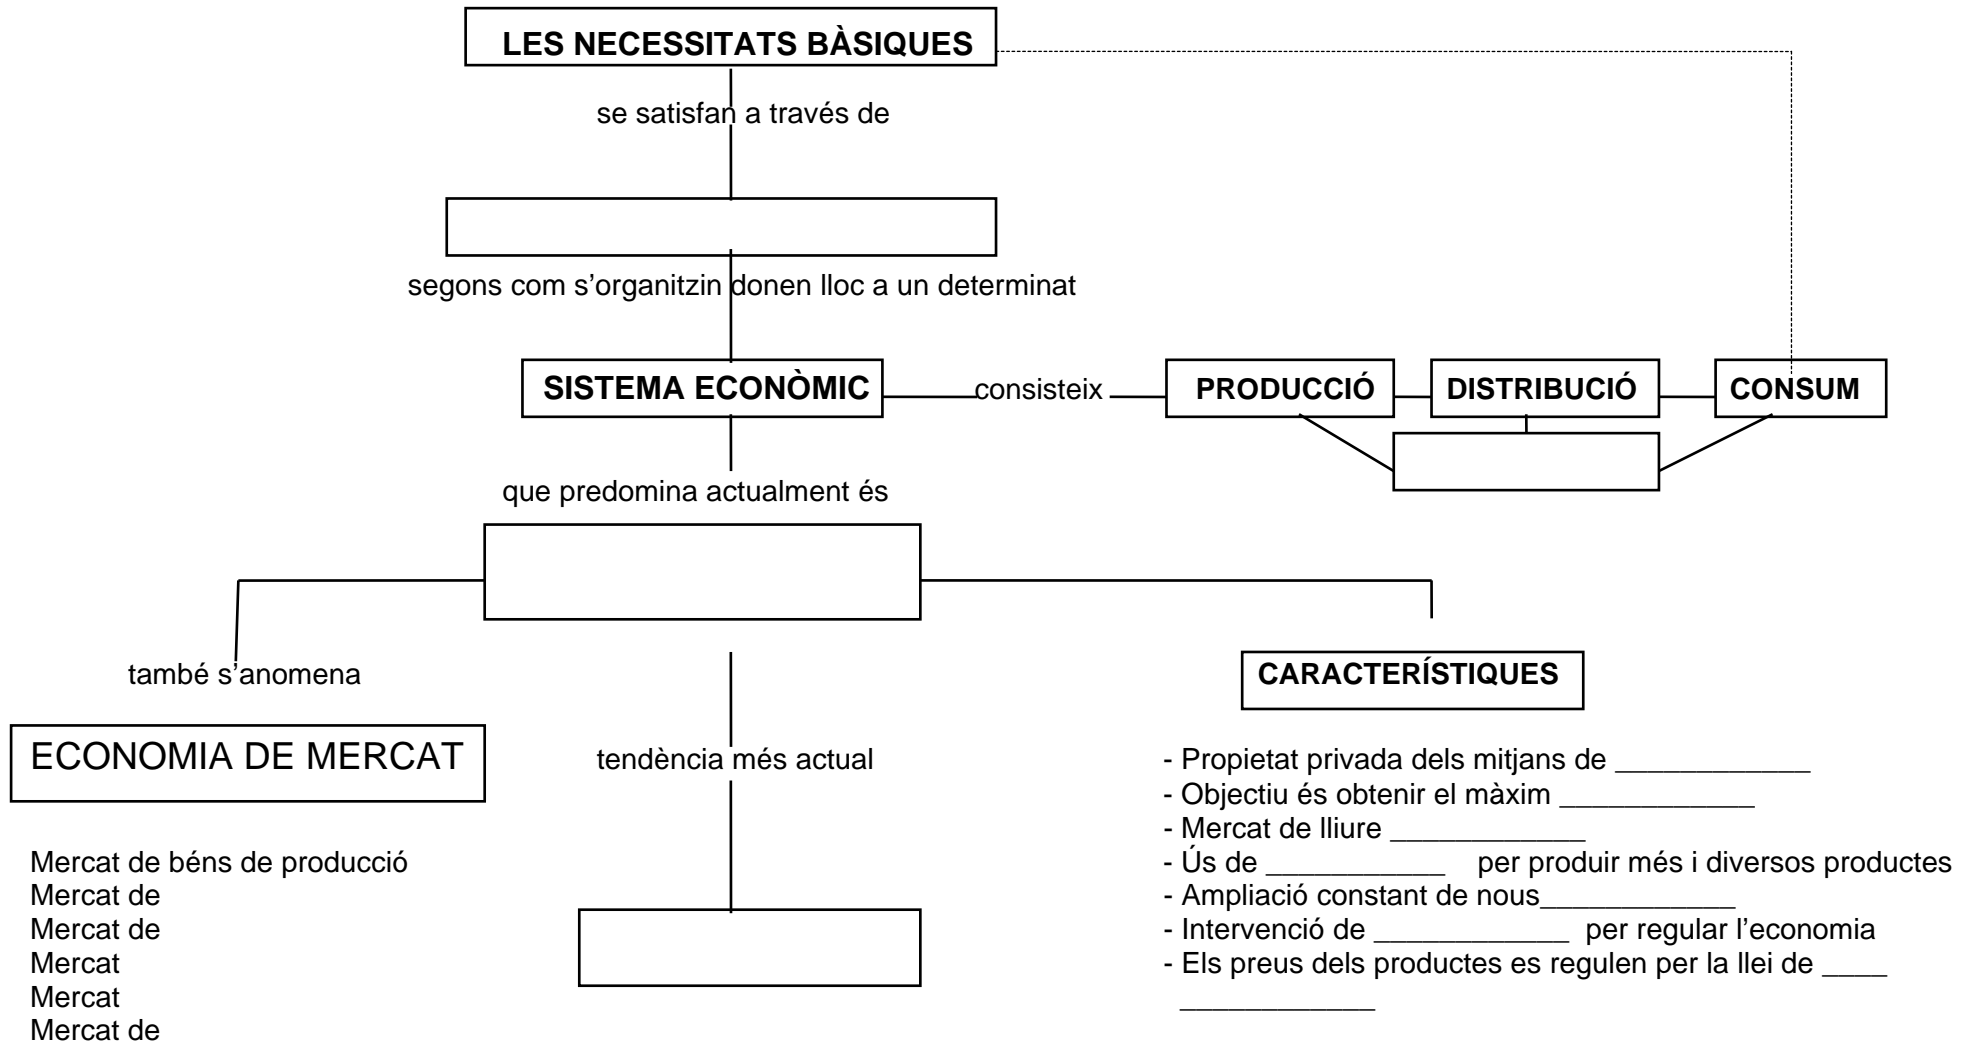 LES NECESSITATS BÀSIQUES
se satisfan a través de
segons com s’organitzin donen lloc a un determinat
SISTEMA ECONÒMIC
consisteix
PRODUCCIÓ
DISTRIBUCIÓ
CONSUM
que predomina actualment és
també s’anomena
CARACTERÍSTIQUES
ECONOMIA DE MERCAT
tendència més actual
- Propietat privada dels mitjans de ____________
- Objectiu és obtenir el màxim ____________
- Mercat de lliure ____________
- Ús de ___________ per produir més i diversos productes
- Ampliació constant de nous____________
- Intervenció de ____________ per regular l’economia
- Els preus dels productes es regulen per la llei de ____
____________
Mercat de béns de producció
Mercat de
Mercat de
Mercat
Mercat
Mercat de